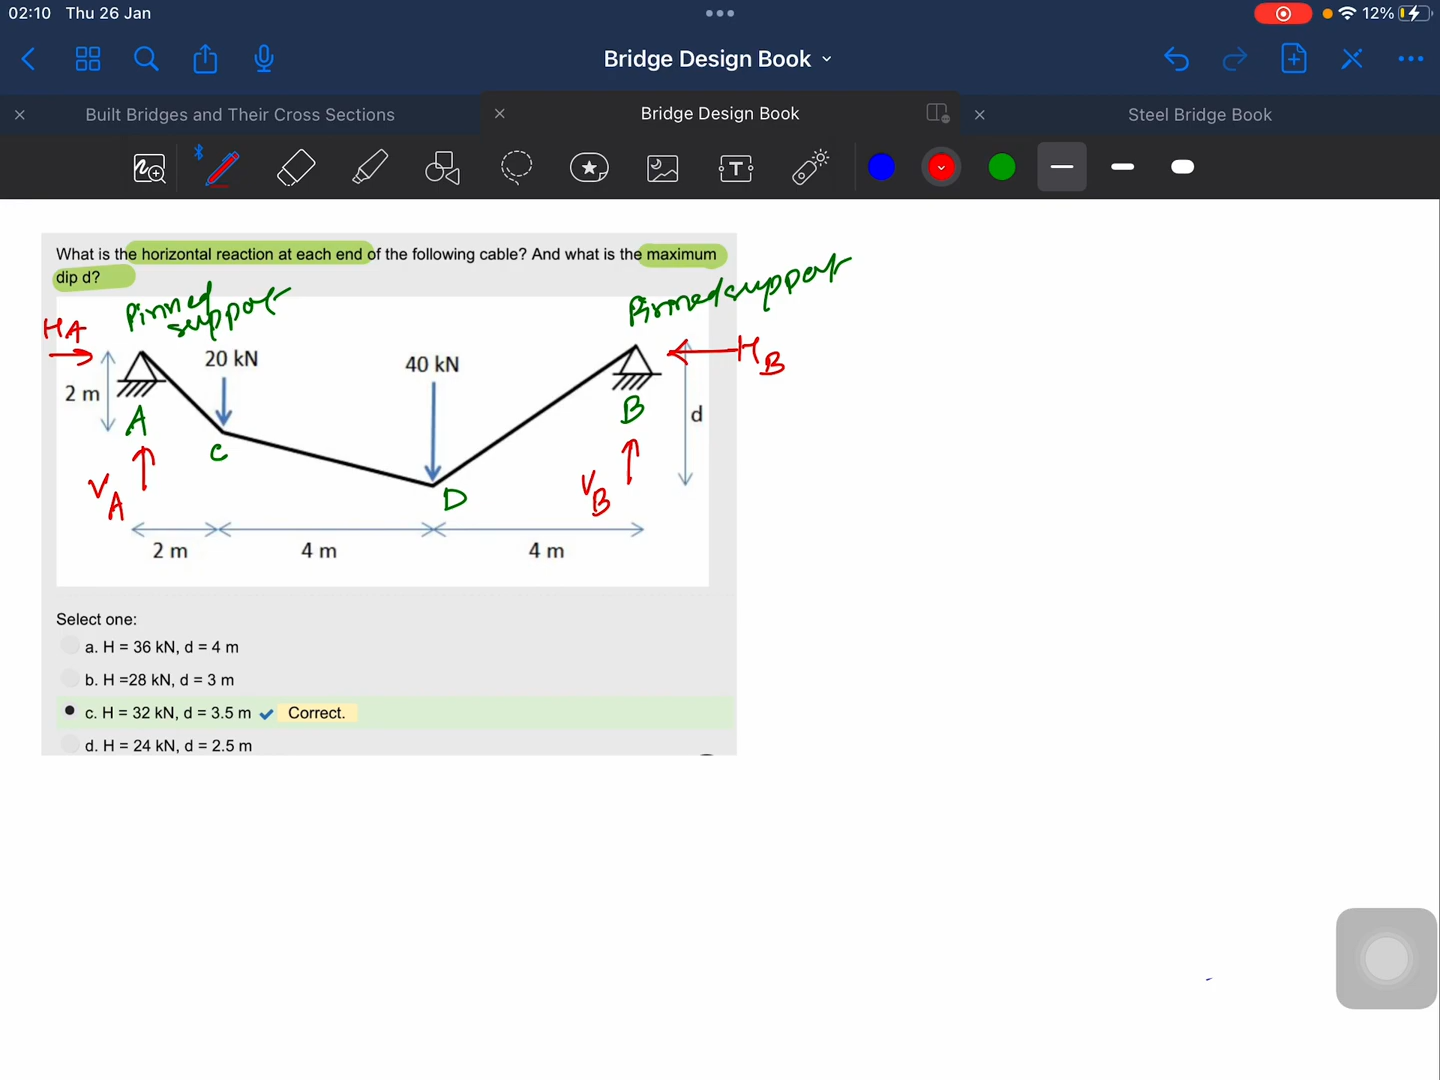 02:10 Thu 26 Jan
12%
Bridge Design Book
Built Bridges and Their Cross Sections
Bridge Design Book
Steel Bridge Book
T
What is the horizontal reaction at each end of the following cable? And what is the maximum
dip d?
Pinned
support
Pinned support
HA
HB
20 kN
40 kN
2 m
d
A
B
C
D
VA
VB
2 m
4 m
4 m
Select one:
a. H = 36 kN, d = 4 m
b. H =28 kN, d = 3 m
c. H = 32 kN, d = 3.5 m Correct.
d. H = 24 kN, d = 2.5 m